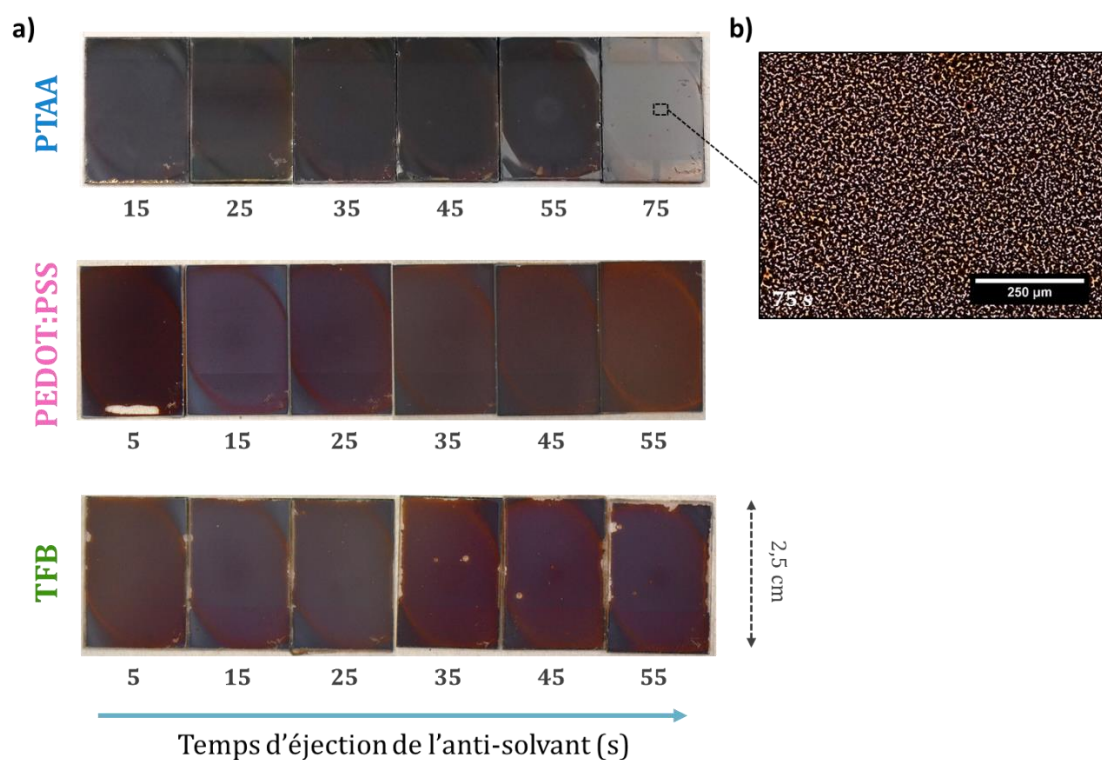 a)
b)
PTAA
15 25 35 45 55 75
75 s
250 µm
PEDOT:PSS
5 15 25 35 45 55
TFB
2,5 cm
5 15 25 35 45 55
Temps d'éjection de l'anti-solvant (s)